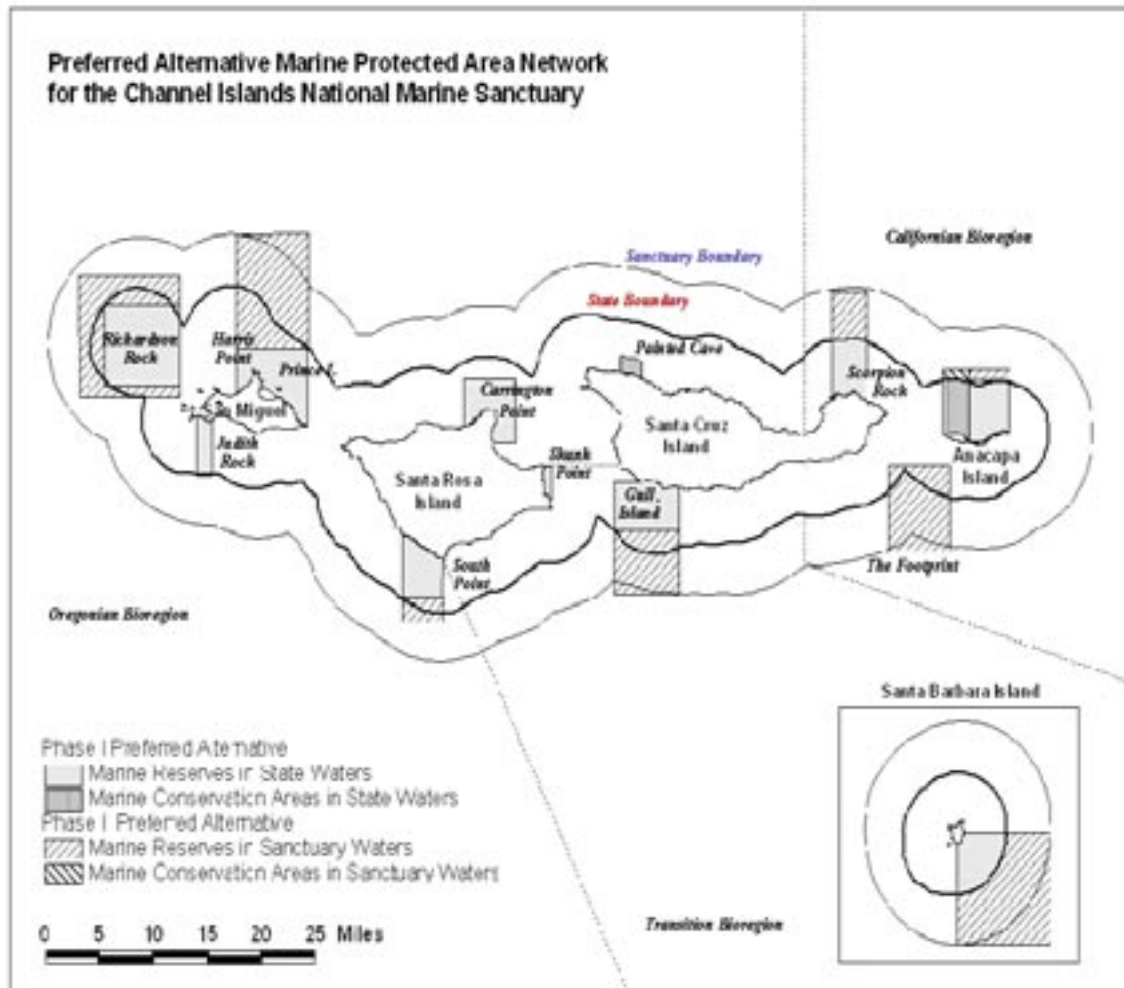 Preferred Alternative Marine Protected Area Network
for the Channel Islands National Marine Sanctuary
Californian Bioregion
Sanctuary Boundary
State Boundary
Richardson
Rock
Harris
Point
Prince I.
Painted Cave
Scorpion
Rock
San Miguel
Carrington
Point
Judith
Rock
Santa Cruz
Island
Skunk
Point
Anacapa
Island
Santa Rosa
Island
Gull
Island
South
Point
The Footprint
Oregonian Bioregion
Santa Barbara Island
Phase I Preferred Alternative
Marine Reserves in State Waters
Marine Conservation Areas in State Waters
Phase I Preferred Alternative
Marine Reserves in Sanctuary Waters
Marine Conservation Areas in Sanctuary Waters
0 5 10 15 20 25 Miles
Transition Bioregion